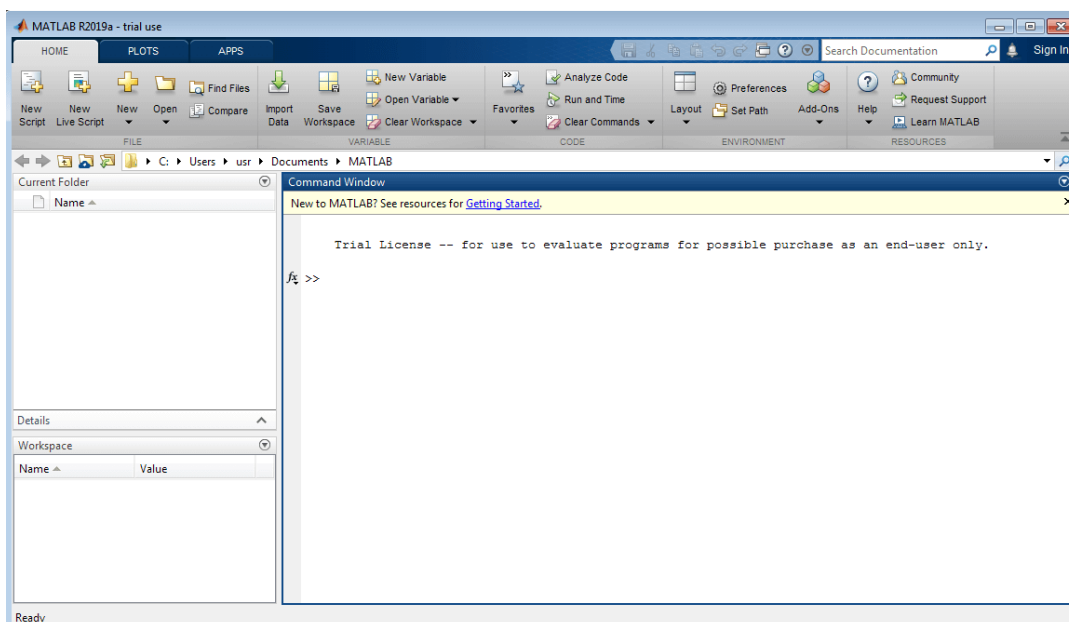 MATLAB R2019a - trial use
HOME PLOTS APPS
Search Documentation
Sign In
New Script
New Live Script
New
Open
Find Files
Compare
FILE
Import Data
Save Workspace
New Variable
Open Variable
Clear Workspace
VARIABLE
Favorites
Analyze Code
Run and Time
Clear Commands
CODE
Layout
Preferences
Set Path
Add-Ons
ENVIRONMENT
? Help
Community
Request Support
Learn MATLAB
RESOURCES
C: Users usr Documents MATLAB
Current Folder
Name
Details
Workspace
Name Value
Command Window
New to MATLAB? See resources for Getting Started.
Trial License -- for use to evaluate programs for possible purchase as an end-user only.
fx >>
Ready